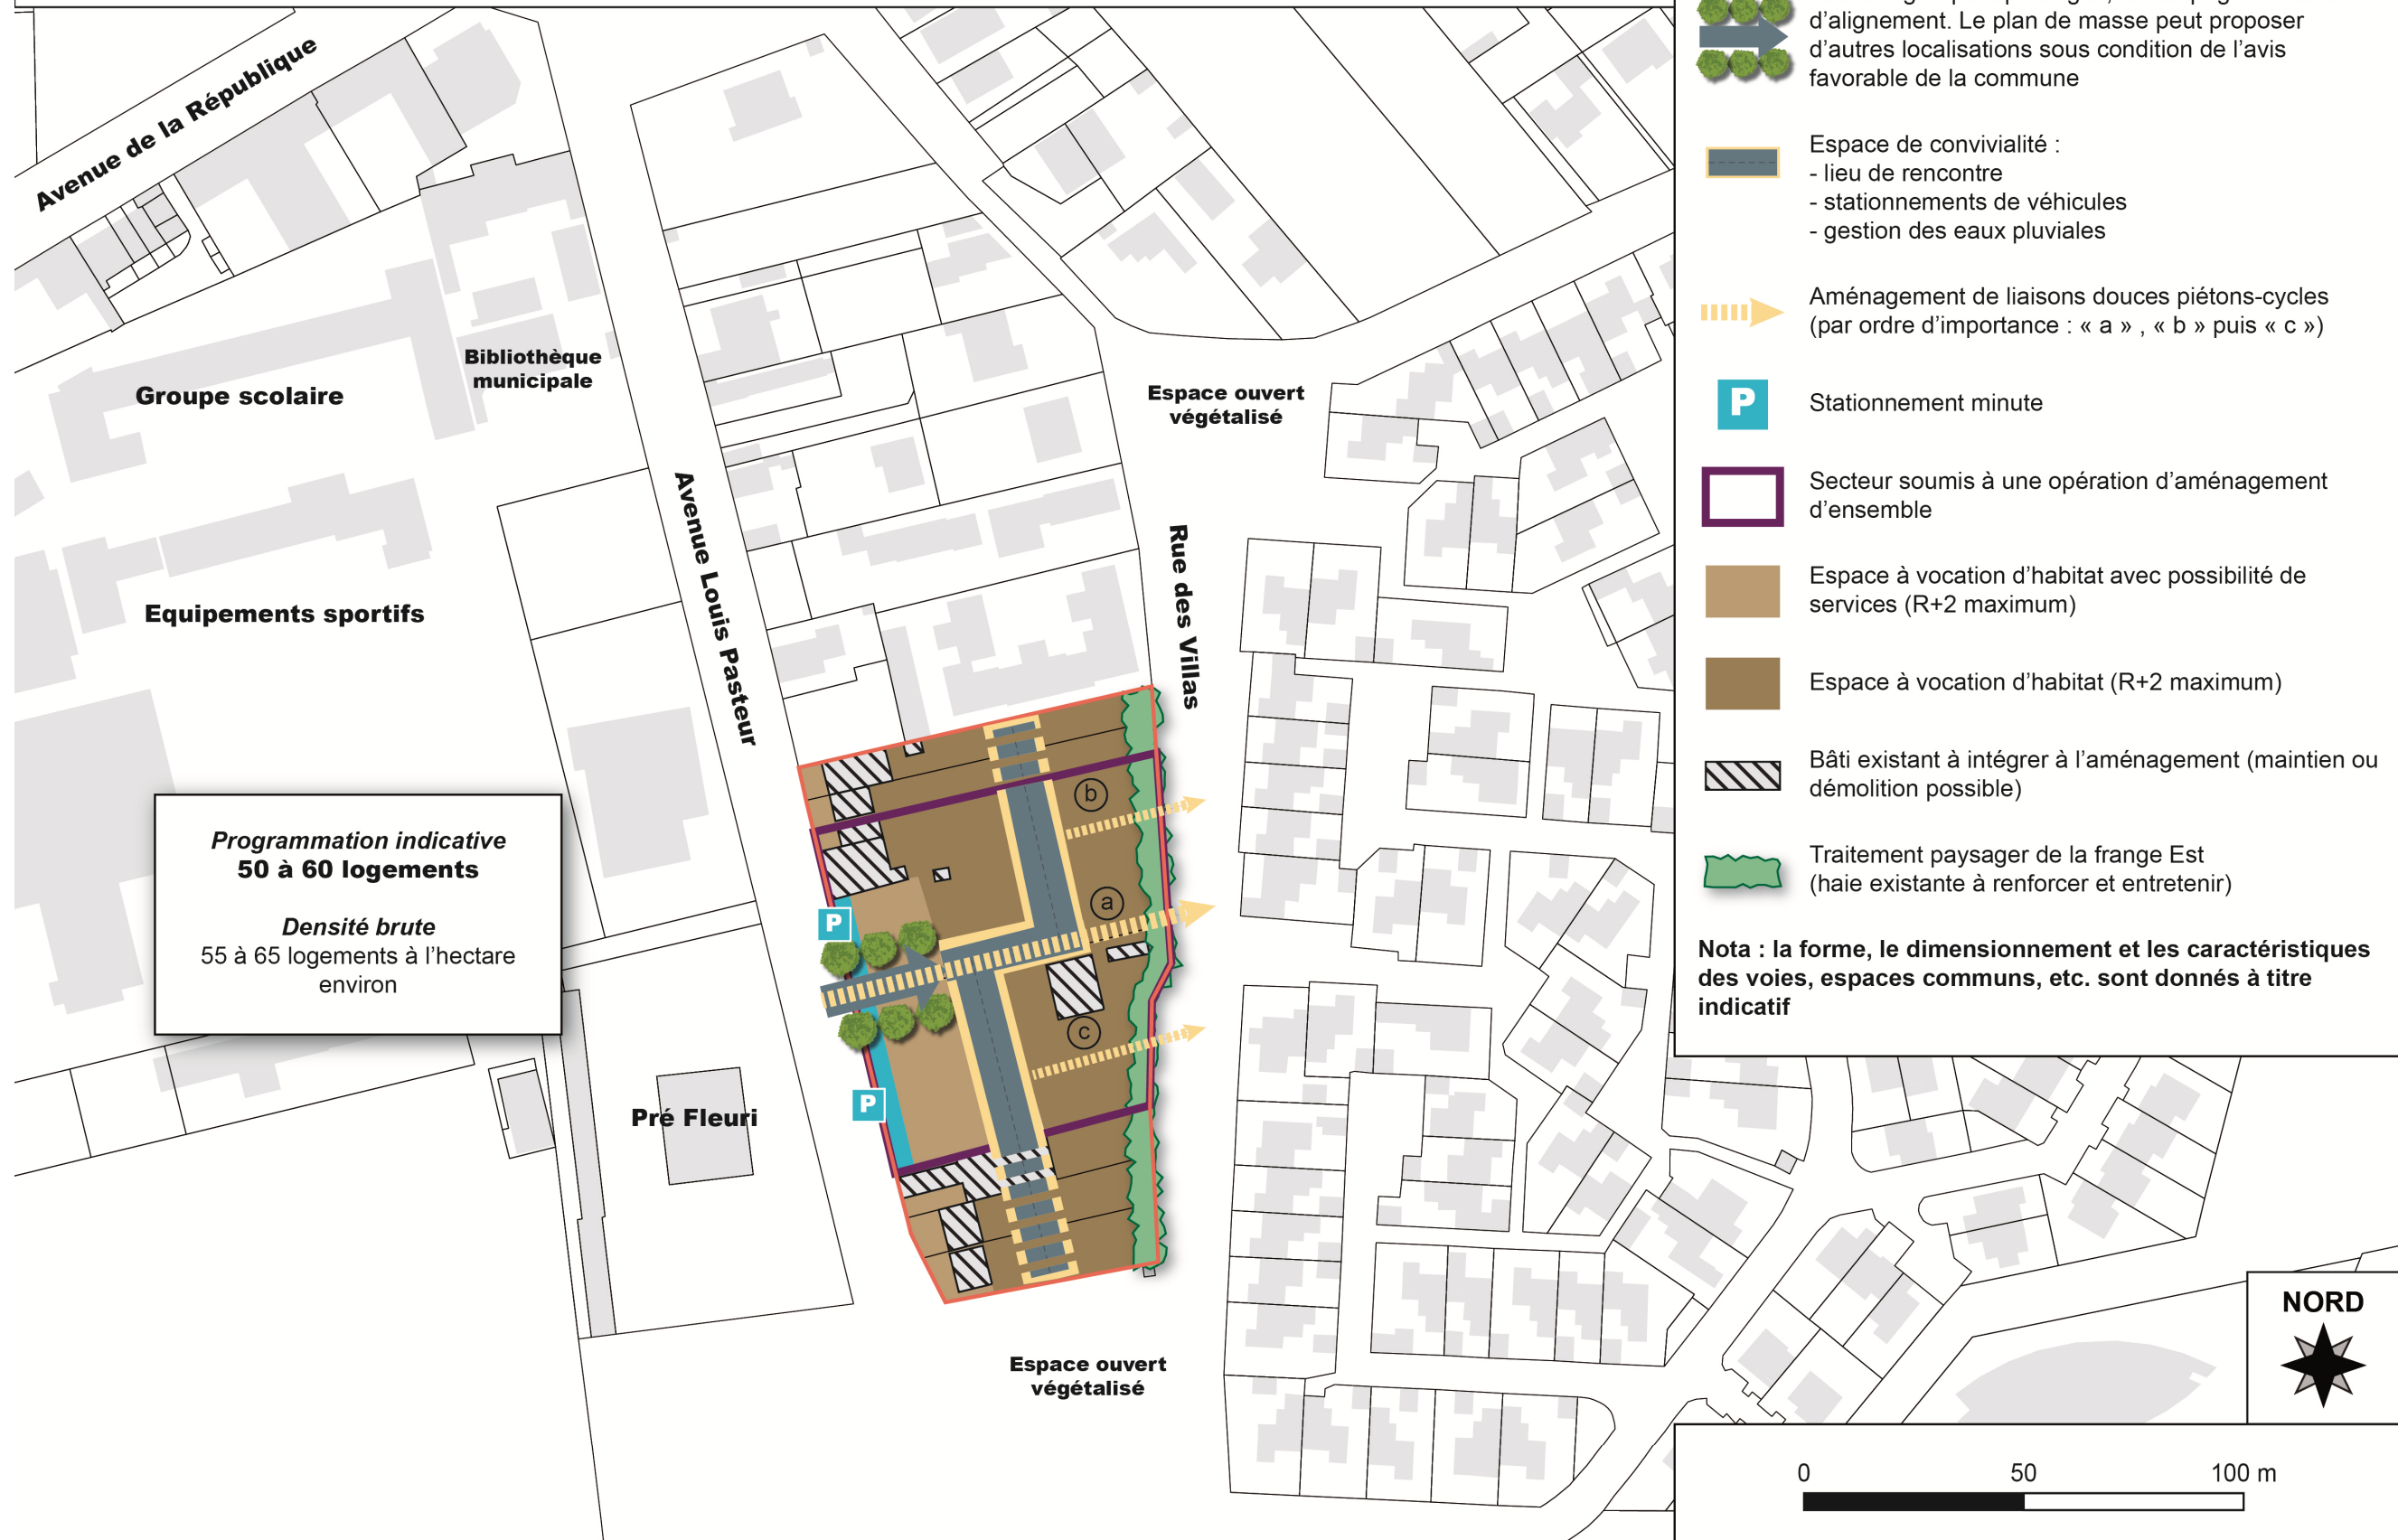 d'alignement. Le plan de masse peut proposer
d'autres localisations sous condition de l'avis
favorable de la commune
Espace de convivialité :
- lieu de rencontre
- stationnements de véhicules
- gestion des eaux pluviales
Aménagement de liaisons douces piétons-cycles
(par ordre d'importance : « a » , « b » puis « c »)
P
Stationnement minute
Secteur soumis à une opération d'aménagement
d'ensemble
Espace à vocation d'habitat avec possibilité de
services (R+2 maximum)
Espace à vocation d'habitat (R+2 maximum)
Bâti existant à intégrer à l'aménagement (maintien ou
démolition possible)
Traitement paysager de la frange Est
(haie existante à renforcer et entretenir)
Nota : la forme, le dimensionnement et les caractéristiques
des voies, espaces communs, etc. sont donnés à titre
indicatif
Avenue de la République
Bibliothèque
municipale
Groupe scolaire
Espace ouvert
végétalisé
Avenue Louis Pasteur
Rue des Villas
Equipements sportifs
Programmation indicative
50 à 60 logements
Densité brute
55 à 65 logements à l'hectare
environ
b
a
P
c
P
Pré Fleuri
Espace ouvert
végétalisé
NORD
0 50 100 m